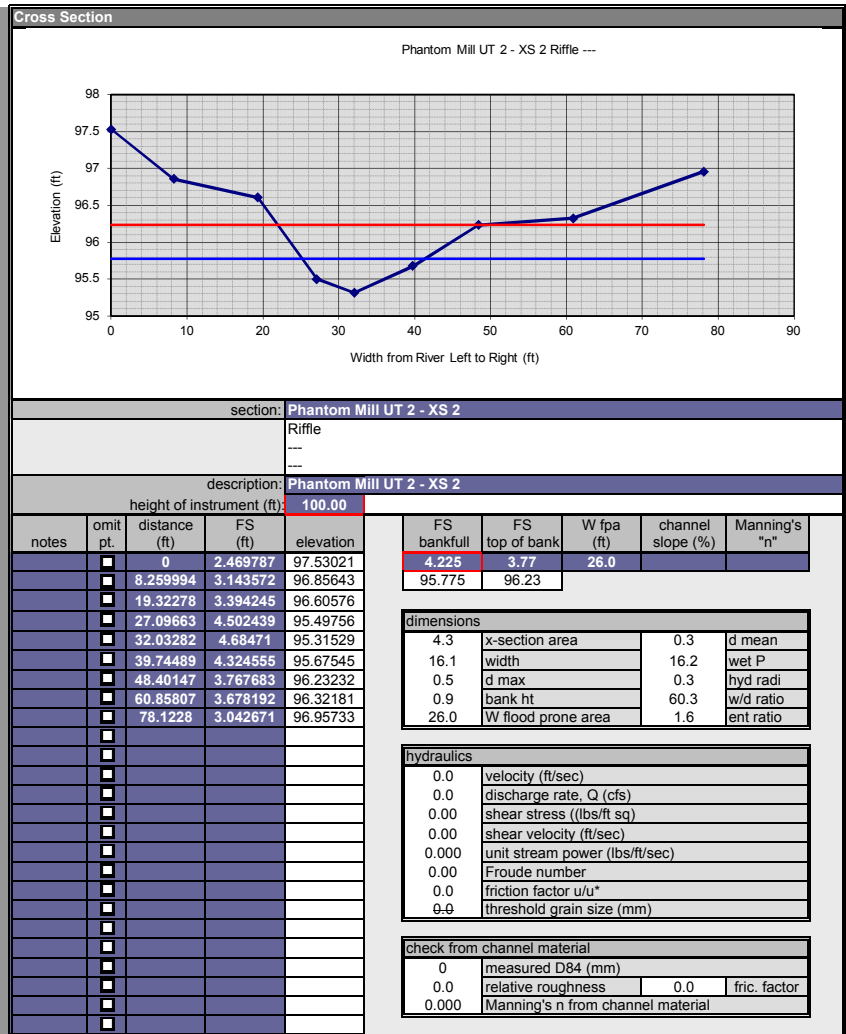 Cross Section
Phantom Mill UT 2 - XS 2 Riffle ---
98
97.5
97
96.5
96
95.5
95
Elevation (ft)
0 10 20 30 40 50 60 70 80 90
Width from River Left to Right (ft)
section: Phantom Mill UT 2 - XS 2
Riffle
---
---
description: Phantom Mill UT 2 - XS 2
height of instrument (ft): 100.00
notes omit pt. distance (ft) FS (ft) elevation
0 2.469787 97.53021
8.259994 3.143572 96.85643
19.32278 3.394245 96.60576
27.09663 4.502439 95.49756
32.03282 4.68471 95.31529
39.74489 4.324555 95.67545
48.40147 3.767683 96.23232
60.85807 3.678192 96.32181
78.1228 3.042671 96.95733
FS bankfull FS top of bank W fpa (ft) channel slope (%) Manning's "n"
4.225 3.77 26.0
95.775 96.23
dimensions
4.3 x-section area 0.3 d mean
16.1 width 16.2 wet P
0.5 d max 0.3 hyd radi
0.9 bank ht 60.3 w/d ratio
26.0 W flood prone area 1.6 ent ratio
hydraulics
0.0 velocity (ft/sec)
0.0 discharge rate, Q (cfs)
0.00 shear stress ((lbs/ft sq)
0.00 shear velocity (ft/sec)
0.000 unit stream power (lbs/ft/sec)
0.00 Froude number
0.0 friction factor u/u*
0.0 threshold grain size (mm)
check from channel material
0 measured D84 (mm)
0.0 relative roughness 0.0 fric. factor
0.000 Manning's n from channel material